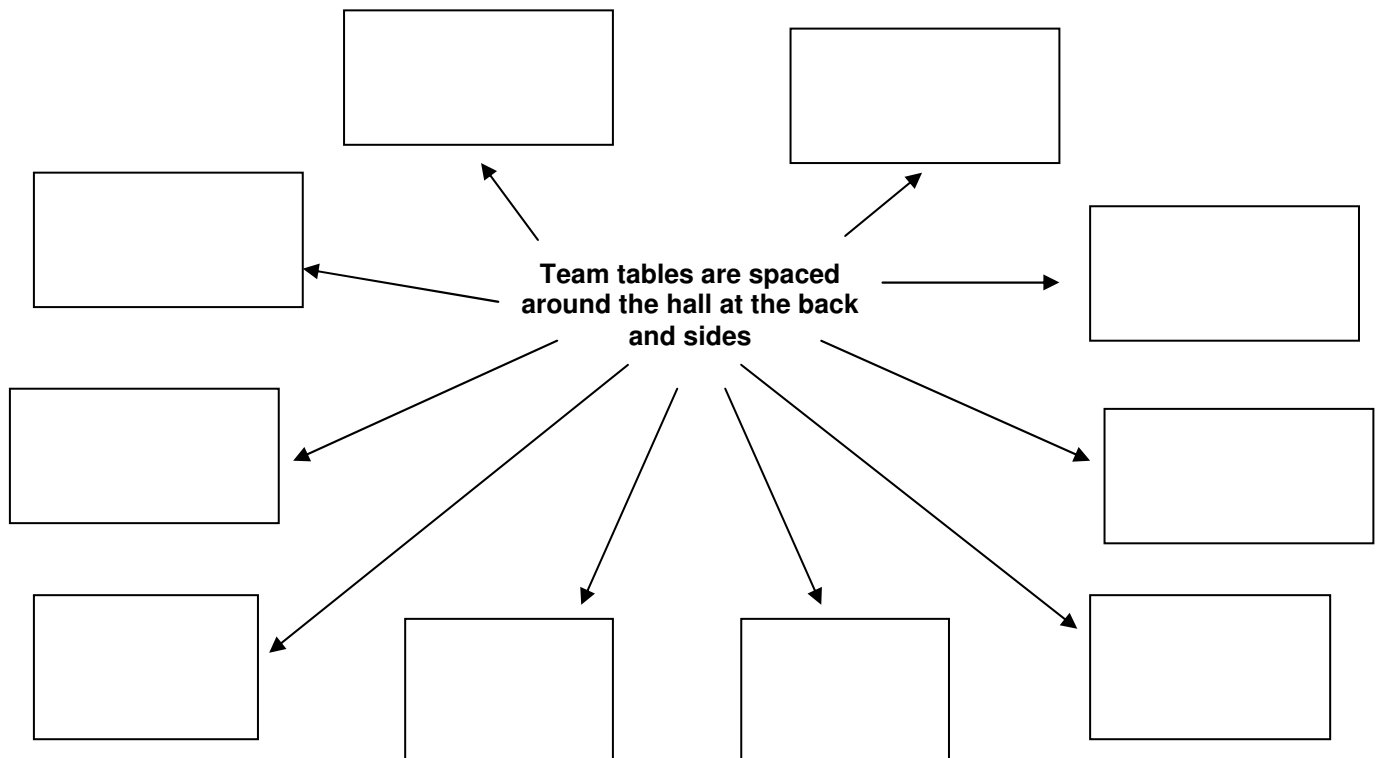 Team tables are spaced
around the hall at the back
and sides